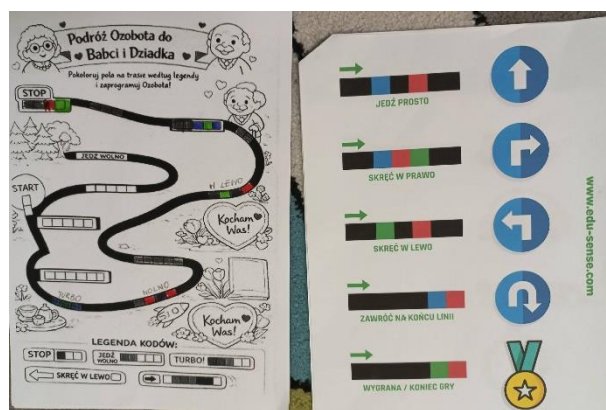 Podróż Ozobota do
Babci i Dziadka
Pokoloruj pola na trasie według legendy
i zaprogramuj Ozobota!
STOP
JEDŹ WOLNO
START
W LEWO
Kocham
Was!
TURBO
WOLNO
STOP
Kocham
Was!
LEGENDA KODÓW:
STOP
JEDŹ
WOLNO
TURBO!
SKRĘĆ W LEWO
JEDŹ PROSTO
SKRĘĆ W PRAWO
SKRĘĆ W LEWO
ZAWRÓĆ NA KOŃCU LINII
WYGRANA / KONIEC GRY
www.edu-sense.com